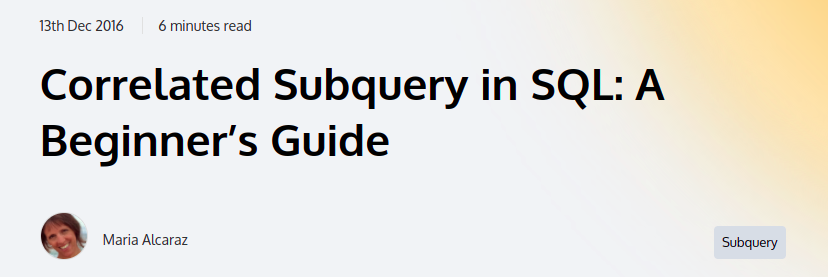 13th Dec 2016 6 minutes read
Correlated Subquery in SQL: A
Beginner’s Guide
Maria Alcaraz
Subquery